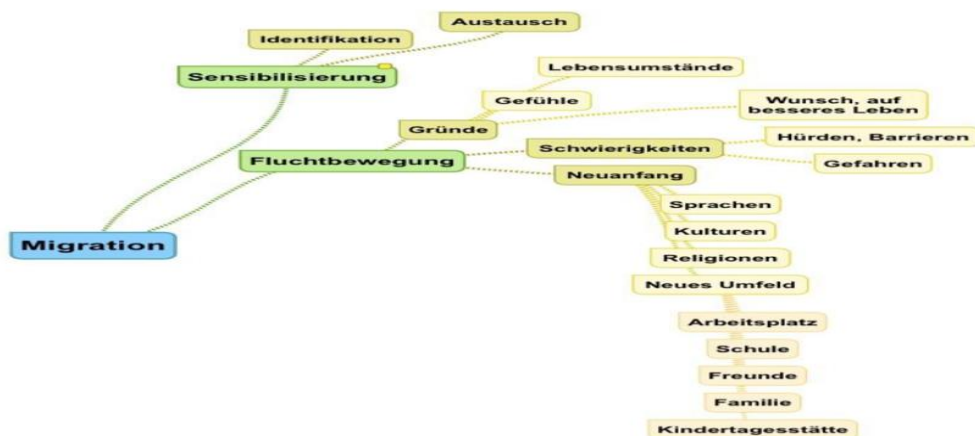 Austausch
Identifikation
Sensibilisierung
Lebensumstände
Gefühle
Wunsch, auf
besseres Leben
Gründe
Hürden, Barrieren
Schwierigkeiten
Fluchtbewegung
Gefahren
Neuanfang
Sprachen
Kulturen
Migration
Religionen
Neues Umfeld
Arbeitsplatz
Schule
Freunde
Familie
Kindertagesstätte